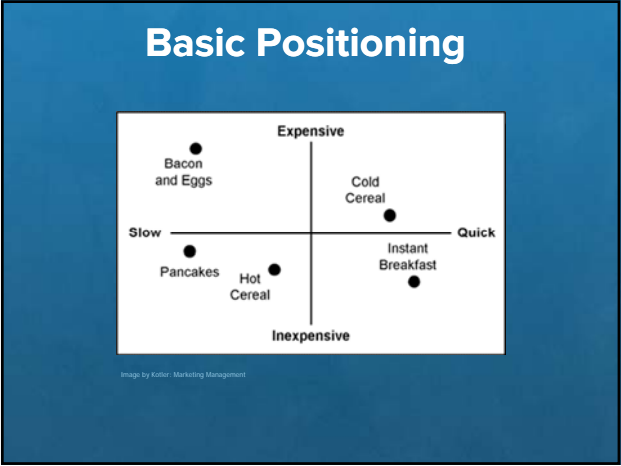 Basic Positioning
Expensive
Bacon
and Eggs
Cold
Cereal
Slow
Quick
Pancakes
Hot
Cereal
Instant
Breakfast
Inexpensive
Image by Kotler: Marketing Management